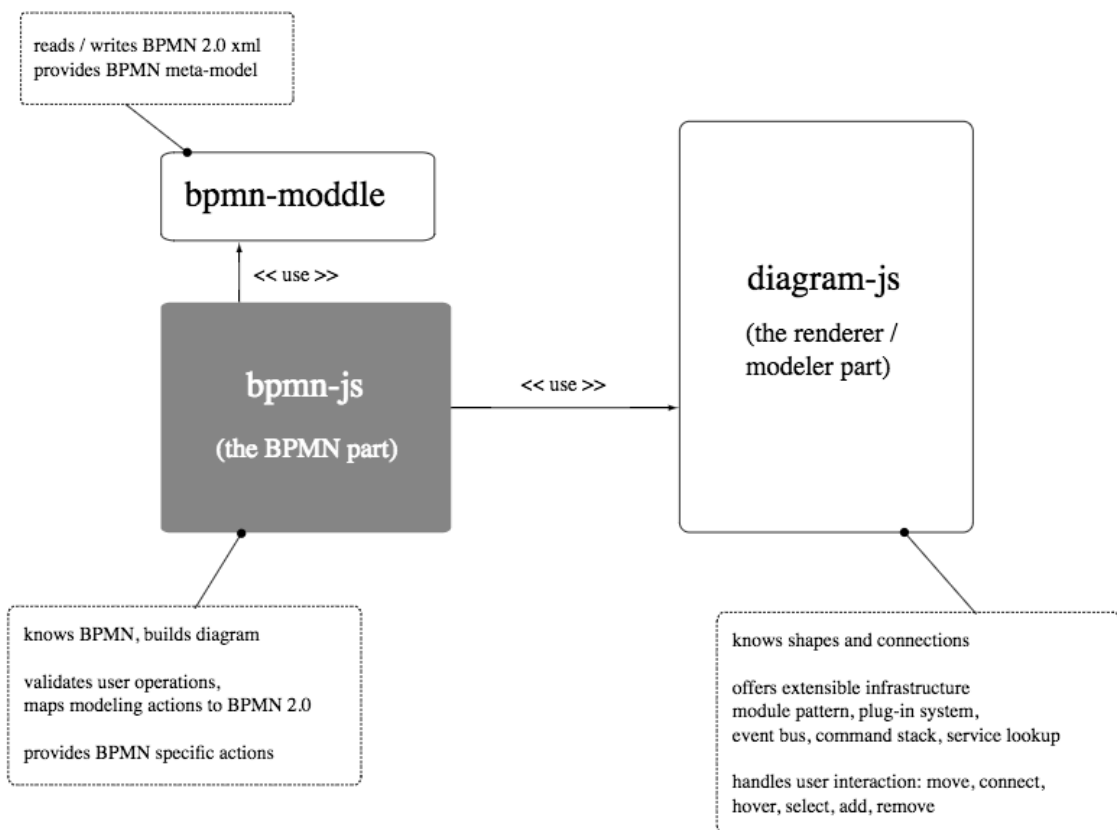 reads / writes BPMN 2.0 xml
provides BPMN meta-model
bpmn-moddle
<< use >>
bpmn-js
(the BPMN part)
<< use >>
diagram-js
(the renderer /
modeler part)
knows BPMN, builds diagram
validates user operations,
maps modeling actions to BPMN 2.0
provides BPMN specific actions
knows shapes and connections
offers extensible infrastructure
module pattern, plug-in system,
event bus, command stack, service lookup
handles user interaction: move, connect,
hover, select, add, remove